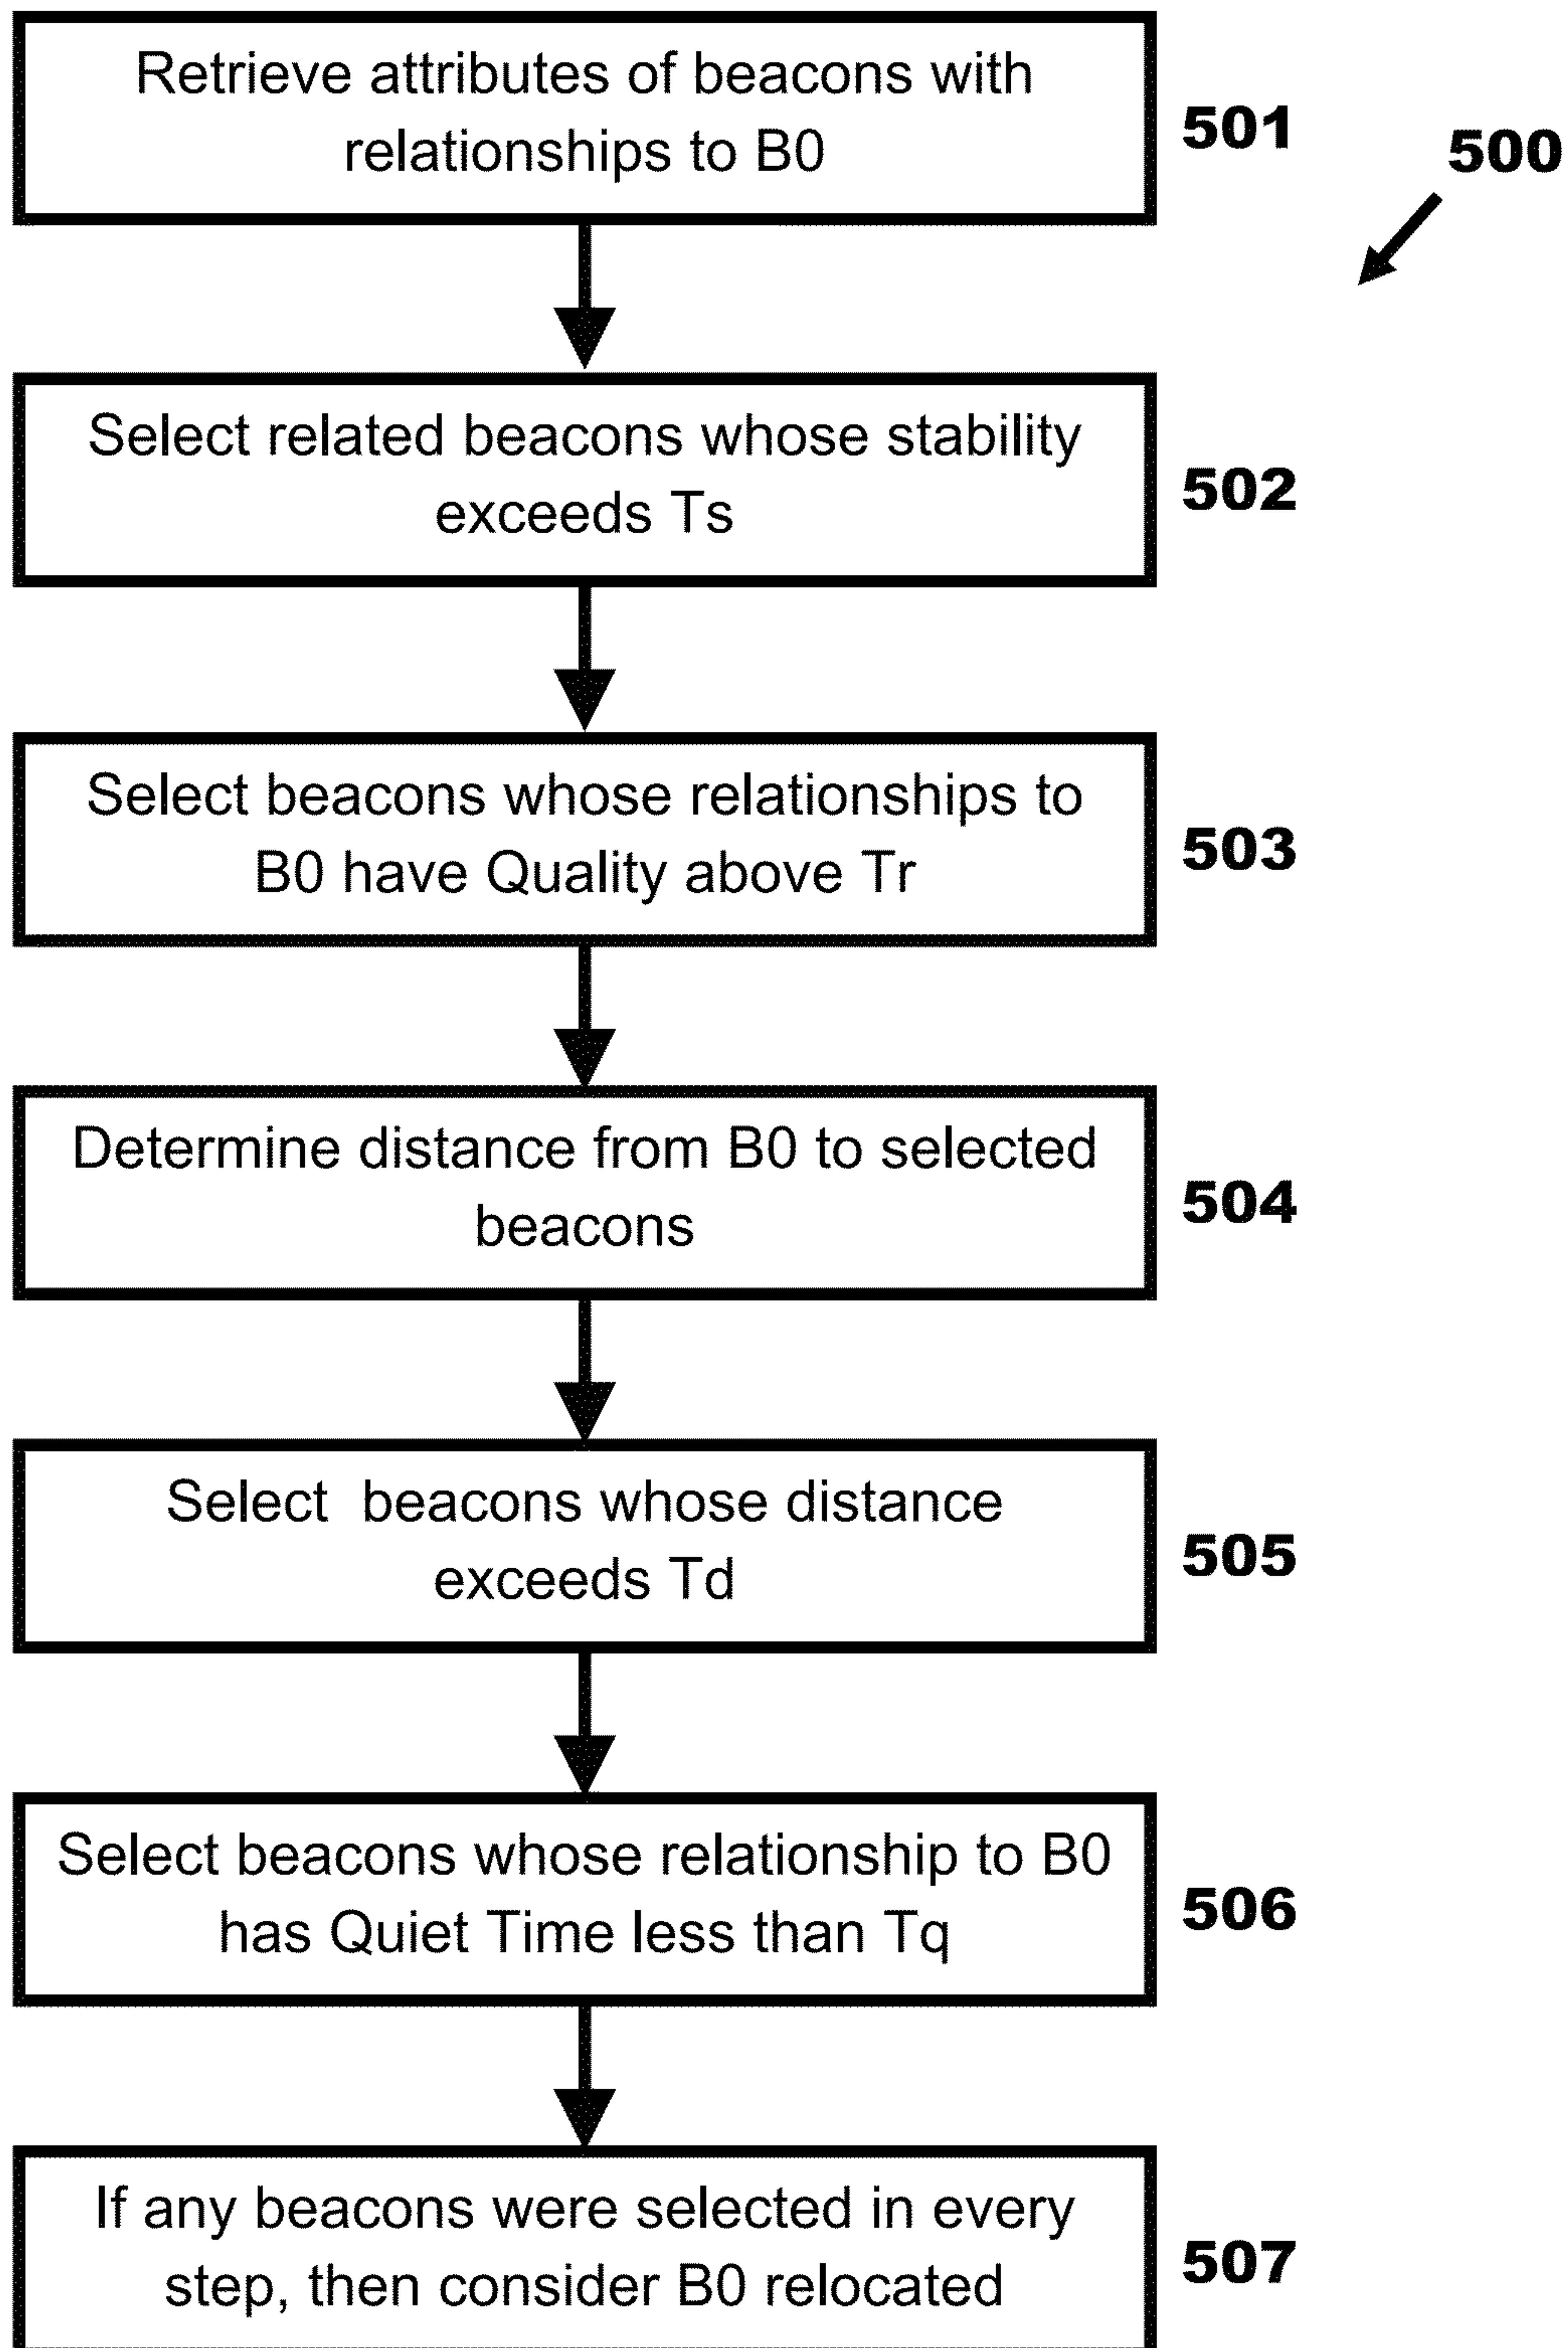 Retrieve attributes of beacons with
relationships to B0
501
500
Select related beacons whose stability
exceeds Ts
502
Select beacons whose relationships to
B0 have Quality above Tr
503
Determine distance from B0 to selected
beacons
504
Select  beacons whose distance
exceeds Td
505
Select beacons whose relationship to B0
has Quiet Time less than Tq
506
If any beacons were selected in every
step, then consider B0 relocated
507